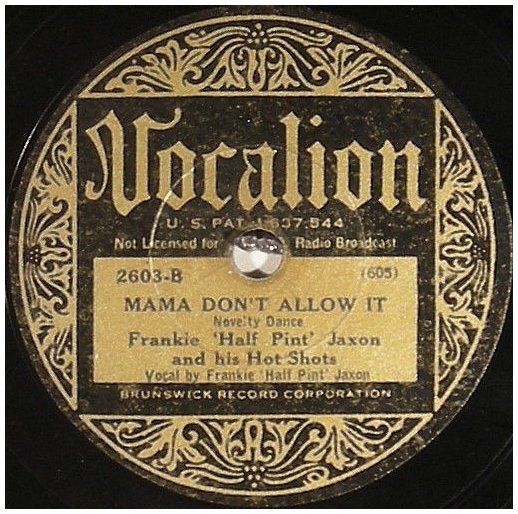 Vocalion
U. S. PAT. 1,637,544
Not Licensed for Radio Broadcast
2603-B (605)
MAMA DON'T ALLOW IT
Novelty Dance
Frankie 'Half Pint' Jaxon
and his Hot Shots
Vocal by Frankie 'Half Pint' Jaxon
BRUNSWICK RECORD CORPORATION